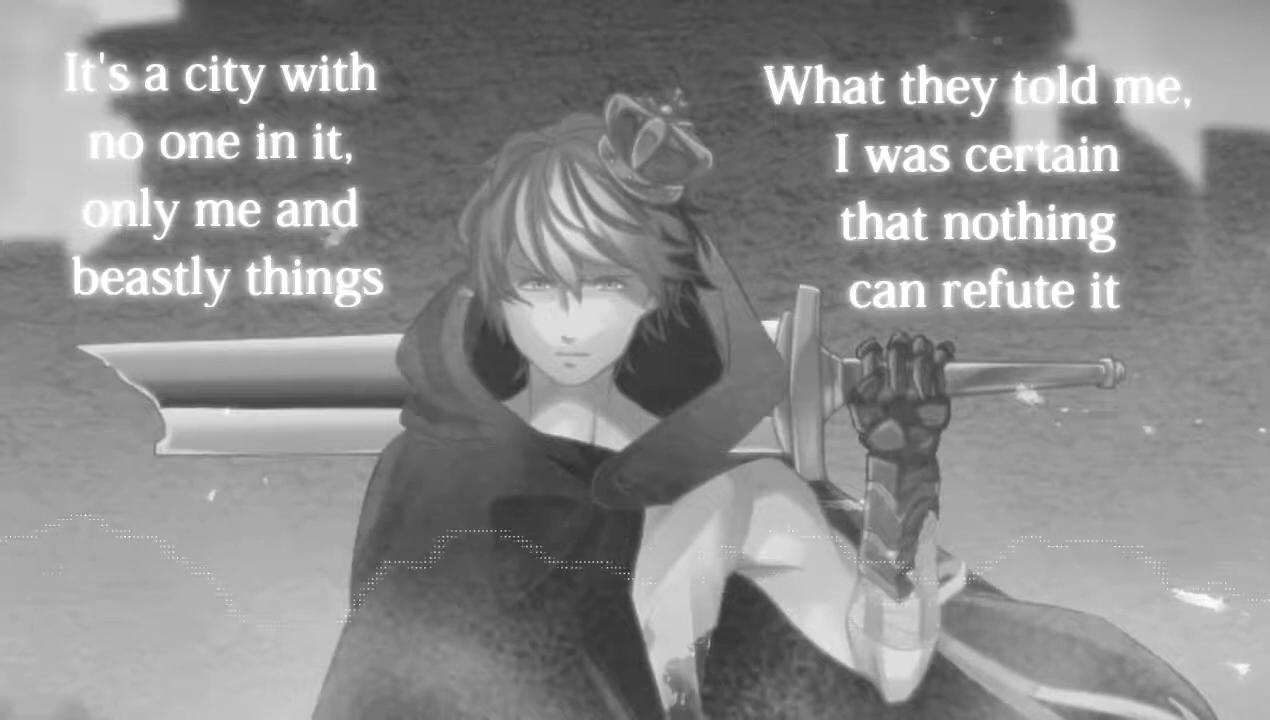 It's a city with
no one in it,
only me and
beastly things
What they told me,
I was certain
that nothing
can refute it